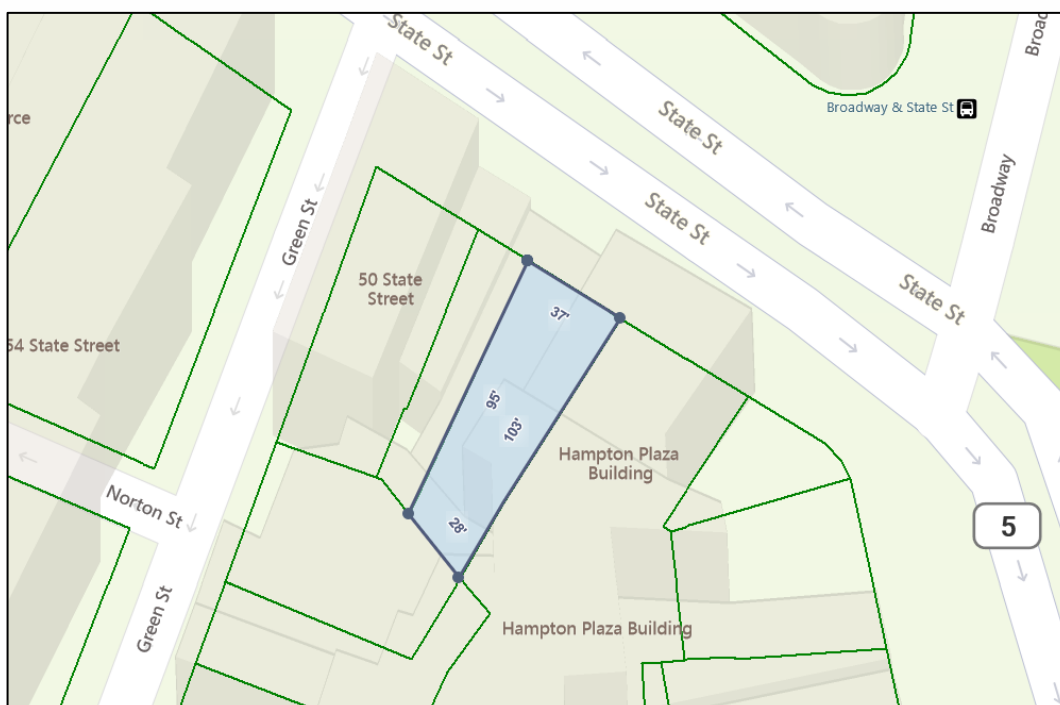 State St
Broad
State St
Broadway & State St
rce
Broadway
Green St
State St
50 State
Street
State St
37'
54 State Street
95'
103'
Hampton Plaza
Building
Norton St
28'
5
Green St
Hampton Plaza Building